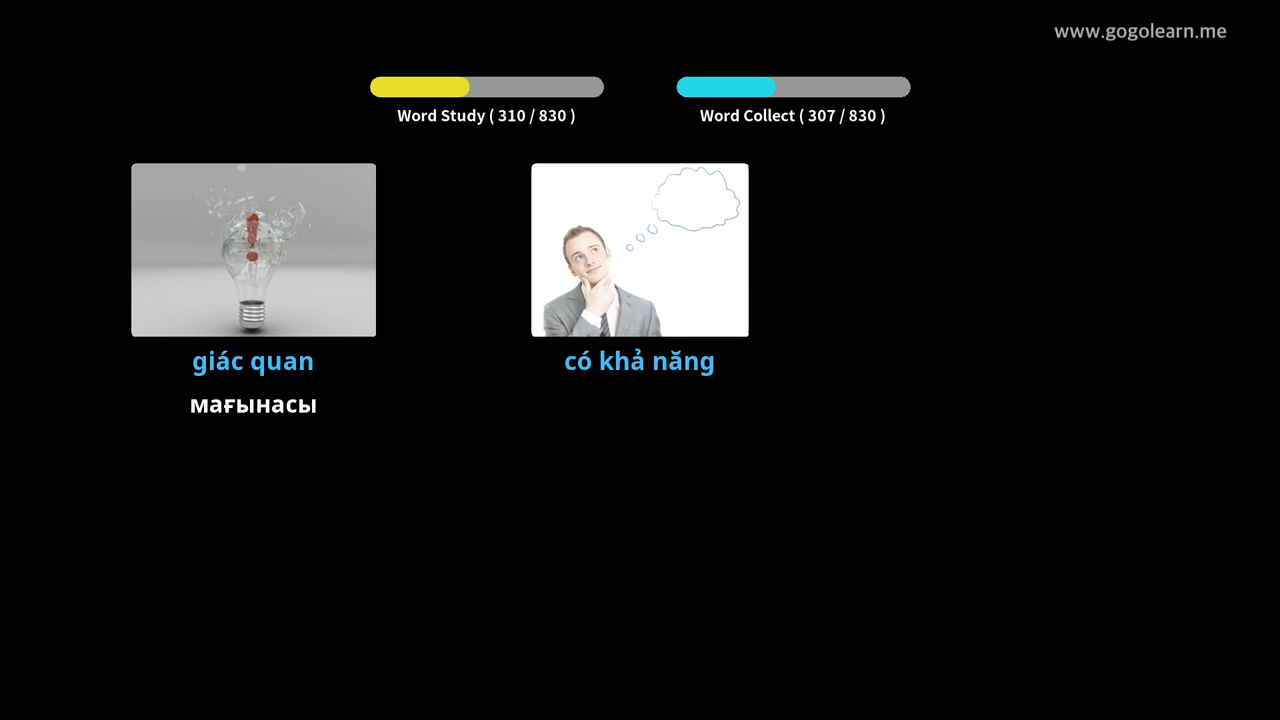 www.gogolearn.me
Word Study ( 310 / 830 )
Word Collect ( 307 / 830 )
giác quan
мағынасы
có khả năng